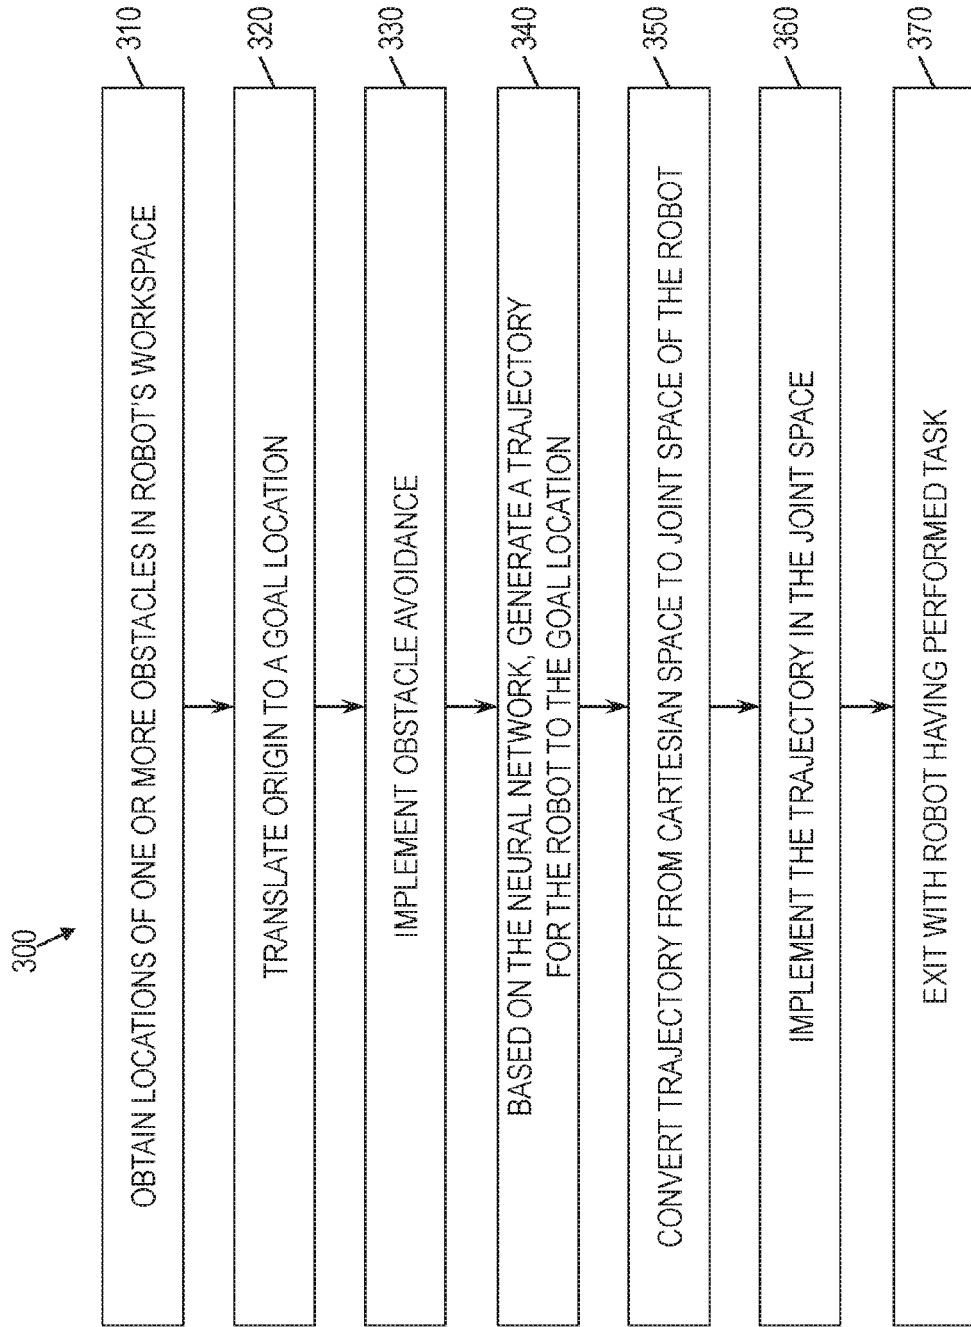 300
OBTAIN LOCATIONS OF ONE OR MORE OBSTACLES IN ROBOT'S WORKSPACE
310
TRANSLATE ORIGIN TO A GOAL LOCATION
320
IMPLEMENT OBSTACLE AVOIDANCE
330
BASED ON THE NEURAL NETWORK, GENERATE A TRAJECTORY
FOR THE ROBOT TO THE GOAL LOCATION
340
CONVERT TRAJECTORY FROM CARTESIAN SPACE TO JOINT SPACE OF THE ROBOT
350
IMPLEMENT THE TRAJECTORY IN THE JOINT SPACE
360
EXIT WITH ROBOT HAVING PERFORMED TASK
370